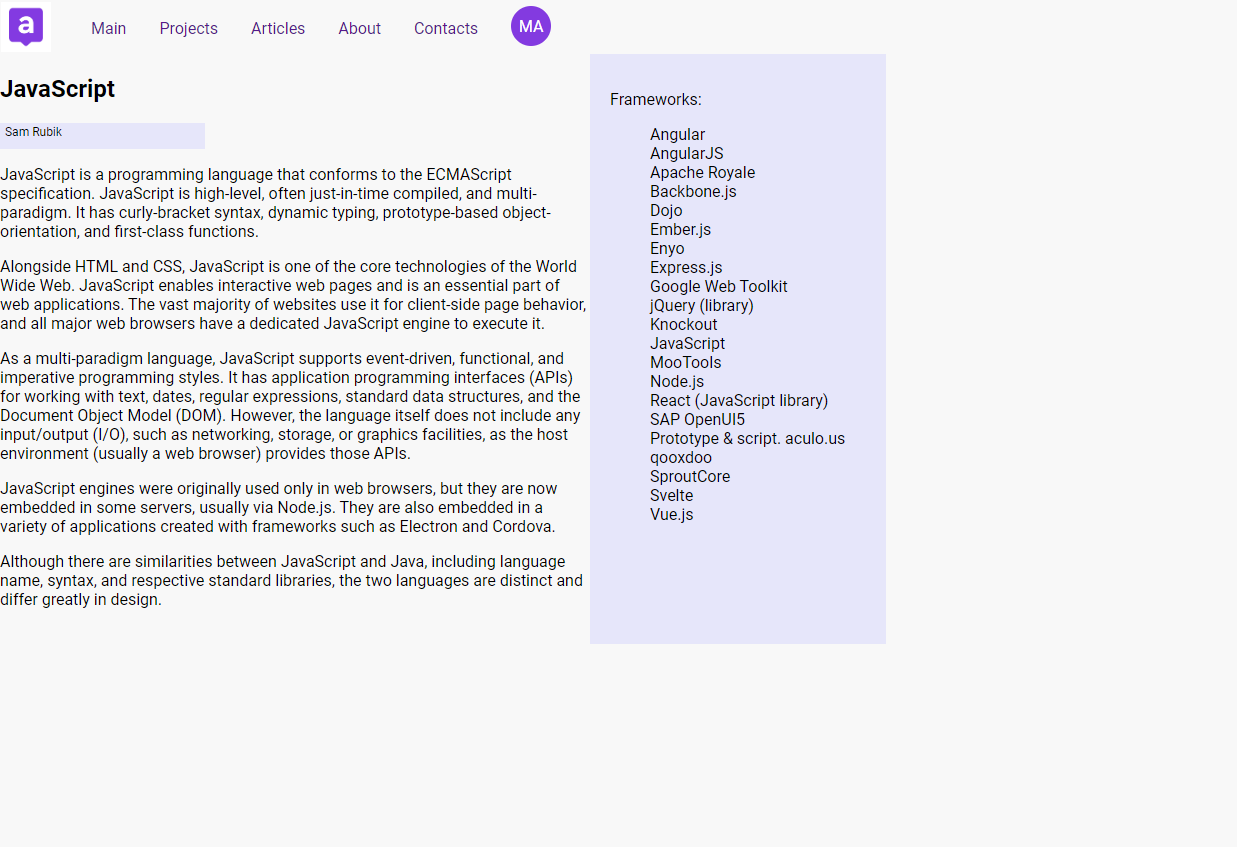 a
Main Projects Articles About Contacts MA
JavaScript
Sam Rubik
JavaScript is a programming language that conforms to the ECMAScript
specification. JavaScript is high-level, often just-in-time compiled, and multi-
paradigm. It has curly-bracket syntax, dynamic typing, prototype-based object-
orientation, and first-class functions.
Alongside HTML and CSS, JavaScript is one of the core technologies of the World
Wide Web. JavaScript enables interactive web pages and is an essential part of
web applications. The vast majority of websites use it for client-side page behavior,
and all major web browsers have a dedicated JavaScript engine to execute it.
As a multi-paradigm language, JavaScript supports event-driven, functional, and
imperative programming styles. It has application programming interfaces (APIs)
for working with text, dates, regular expressions, standard data structures, and the
Document Object Model (DOM). However, the language itself does not include any
input/output (I/O), such as networking, storage, or graphics facilities, as the host
environment (usually a web browser) provides those APIs.
JavaScript engines were originally used only in web browsers, but they are now
embedded in some servers, usually via Node.js. They are also embedded in a
variety of applications created with frameworks such as Electron and Cordova.
Although there are similarities between JavaScript and Java, including language
name, syntax, and respective standard libraries, the two languages are distinct and
differ greatly in design.
Frameworks:
Angular
AngularJS
Apache Royale
Backbone.js
Dojo
Ember.js
Enyo
Express.js
Google Web Toolkit
jQuery (library)
Knockout
JavaScript
MooTools
Node.js
React (JavaScript library)
SAP OpenUI5
Prototype & script. aculo.us
qooxdoo
SproutCore
Svelte
Vue.js